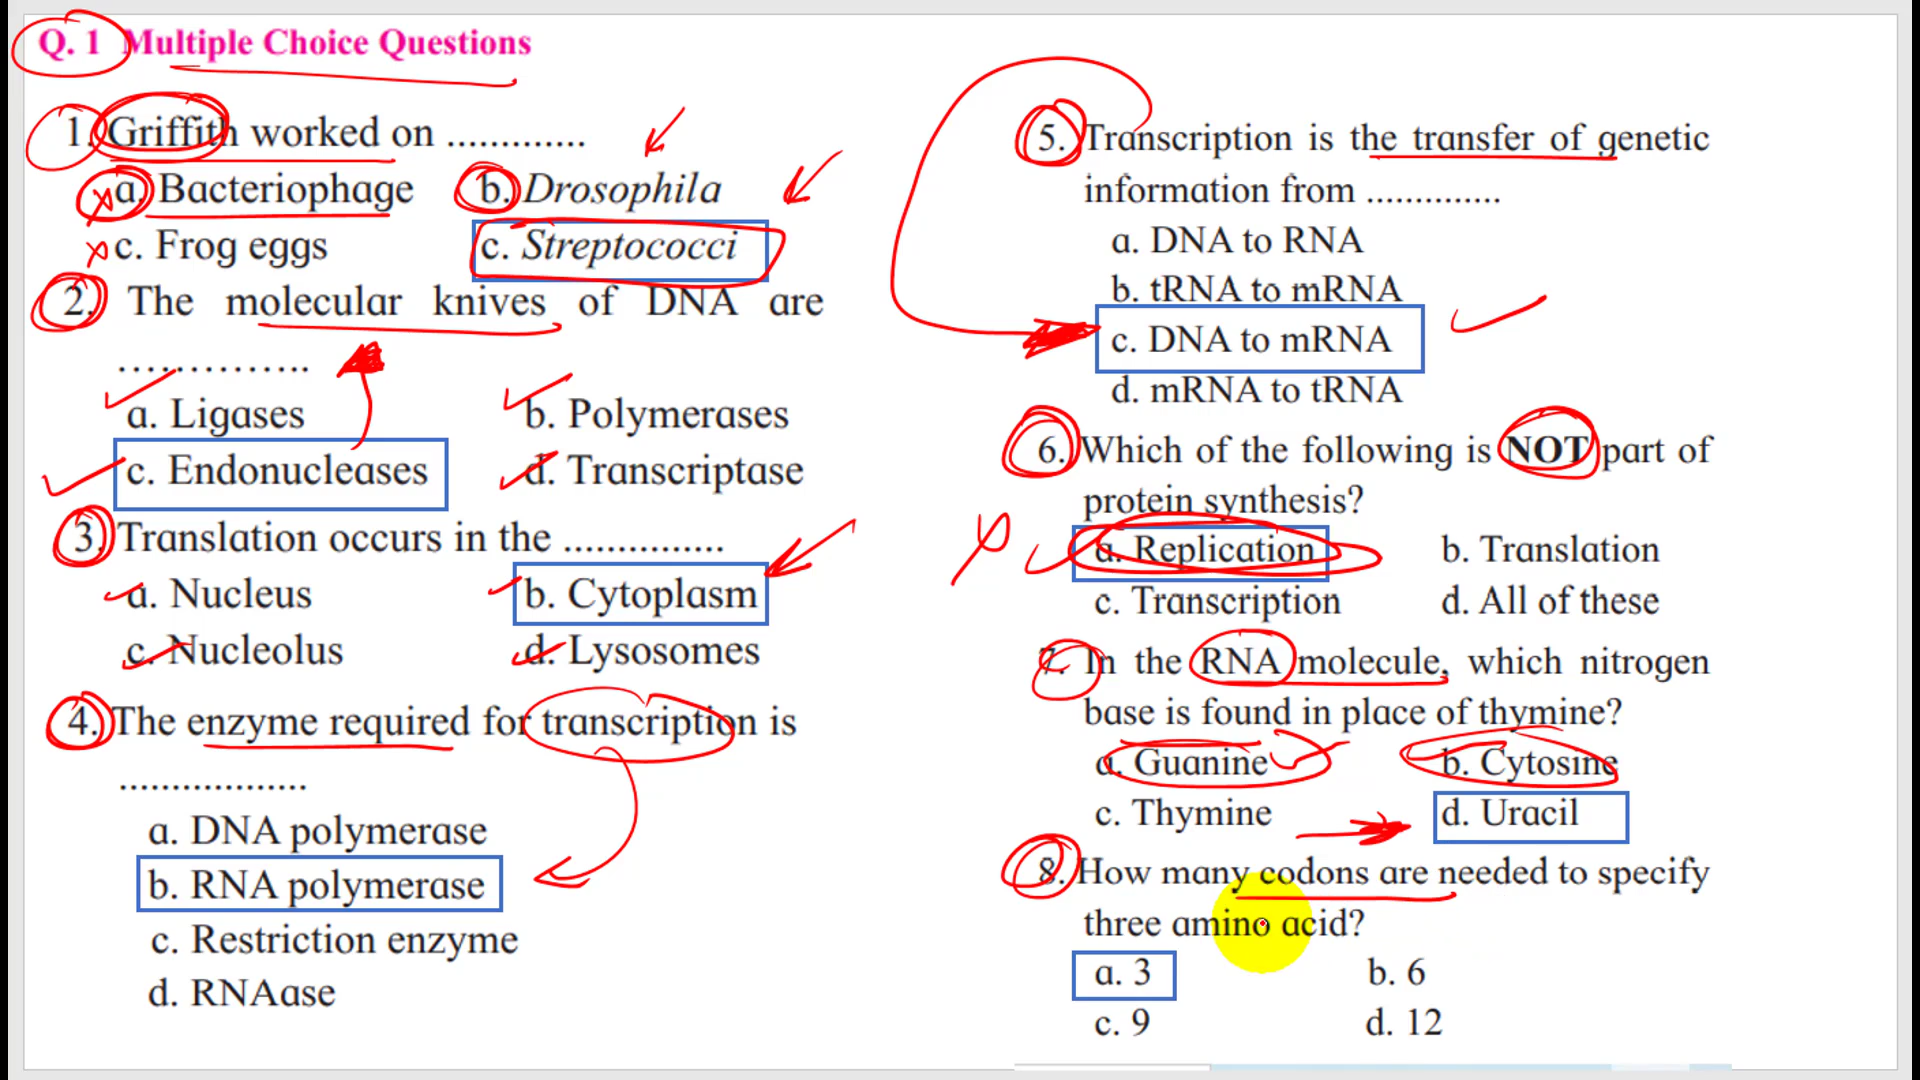 Q. 1 Multiple Choice Questions
1. Griffith worked on .............
a. Bacteriophage b. Drosophila
c. Frog eggs c. Streptococci
2. The molecular knives of DNA are
..............
a. Ligases b. Polymerases
c. Endonucleases d. Transcriptase
3. Translation occurs in the ...............
a. Nucleus b. Cytoplasm
c. Nucleolus d. Lysosomes
4. The enzyme required for transcription is
.................
a. DNA polymerase
b. RNA polymerase
c. Restriction enzyme
d. RNAase
5. Transcription is the transfer of genetic
information from ..............
a. DNA to RNA
b. tRNA to mRNA
c. DNA to mRNA
d. mRNA to tRNA
6. Which of the following is NOT part of
protein synthesis?
a. Replication b. Translation
c. Transcription d. All of these
7. In the RNA molecule, which nitrogen
base is found in place of thymine?
a. Guanine b. Cytosine
c. Thymine d. Uracil
8. How many codons are needed to specify
three amino acid?
a. 3 b. 6
c. 9 d. 12